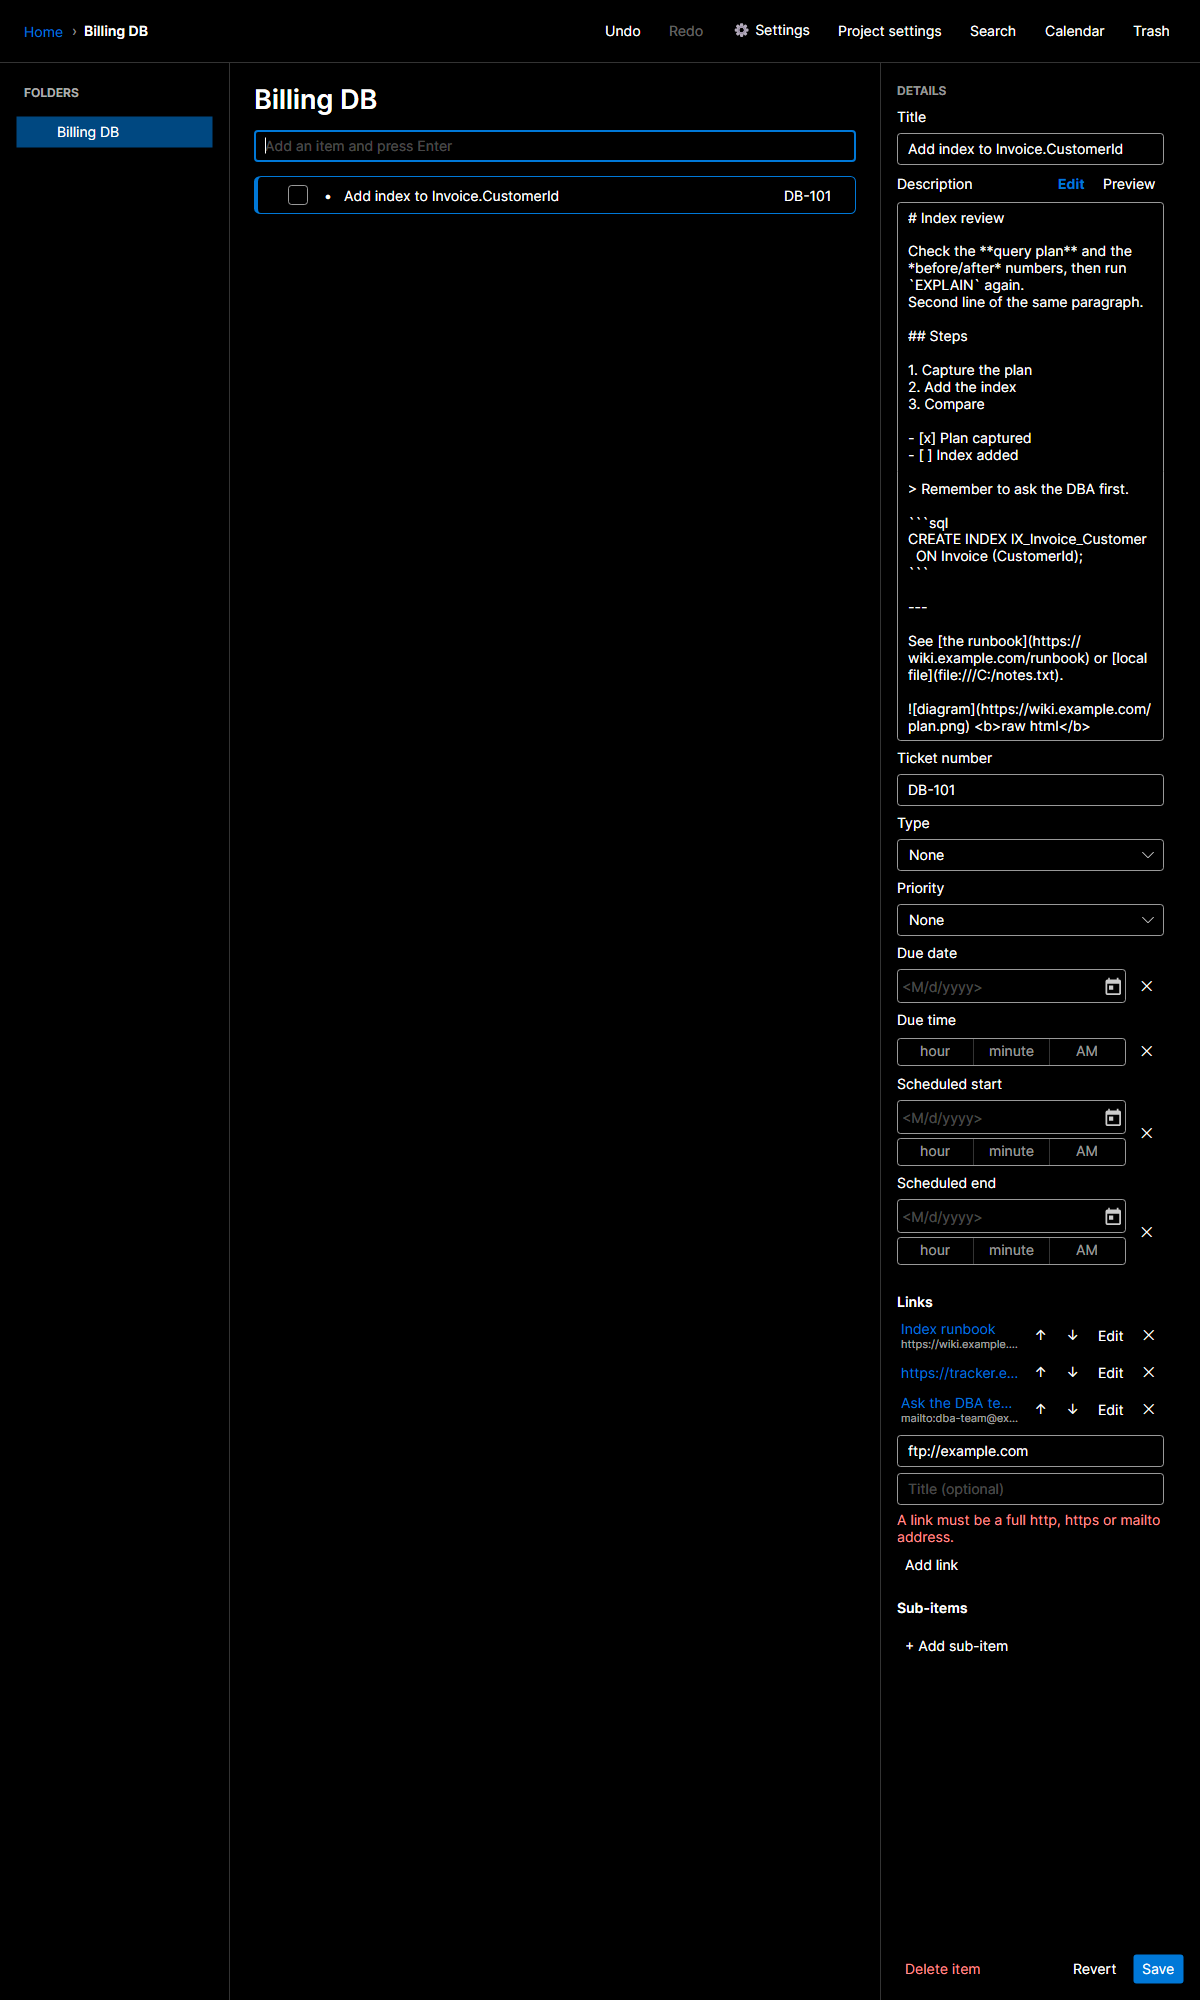 Home › Billing DB
Undo
Redo
Settings
Project settings
Search
Calendar
Trash
FOLDERS
Billing DB
Billing DB
Add an item and press Enter
• Add index to Invoice.CustomerId
DB-101
DETAILS
Title
Add index to Invoice.CustomerId
Description
Edit
Preview
# Index review
Check the **query plan** and the
*before/after* numbers, then run
`EXPLAIN` again.
Second line of the same paragraph.
## Steps
1. Capture the plan
2. Add the index
3. Compare
- [x] Plan captured
- [ ] Index added
> Remember to ask the DBA first.
```sql
CREATE INDEX IX_Invoice_Customer
ON Invoice (CustomerId);
```
---
See [the runbook](https://
wiki.example.com/runbook) or [local
file](file:///C:/notes.txt).
![diagram](https://wiki.example.com/
plan.png) <b>raw html</b>
Ticket number
DB-101
Type
None
Priority
None
Due date
<M/d/yyyy>
Due time
hour
minute
AM
Scheduled start
<M/d/yyyy>
hour
minute
AM
Scheduled end
<M/d/yyyy>
hour
minute
AM
Links
Index runbook
https://wiki.example....
↑ ↓ Edit
https://tracker.e...
↑ ↓ Edit
Ask the DBA te...
mailto:dba-team@ex...
↑ ↓ Edit
ftp://example.com
Title (optional)
A link must be a full http, https or mailto
address.
Add link
Sub-items
+ Add sub-item
Delete item
Revert
Save